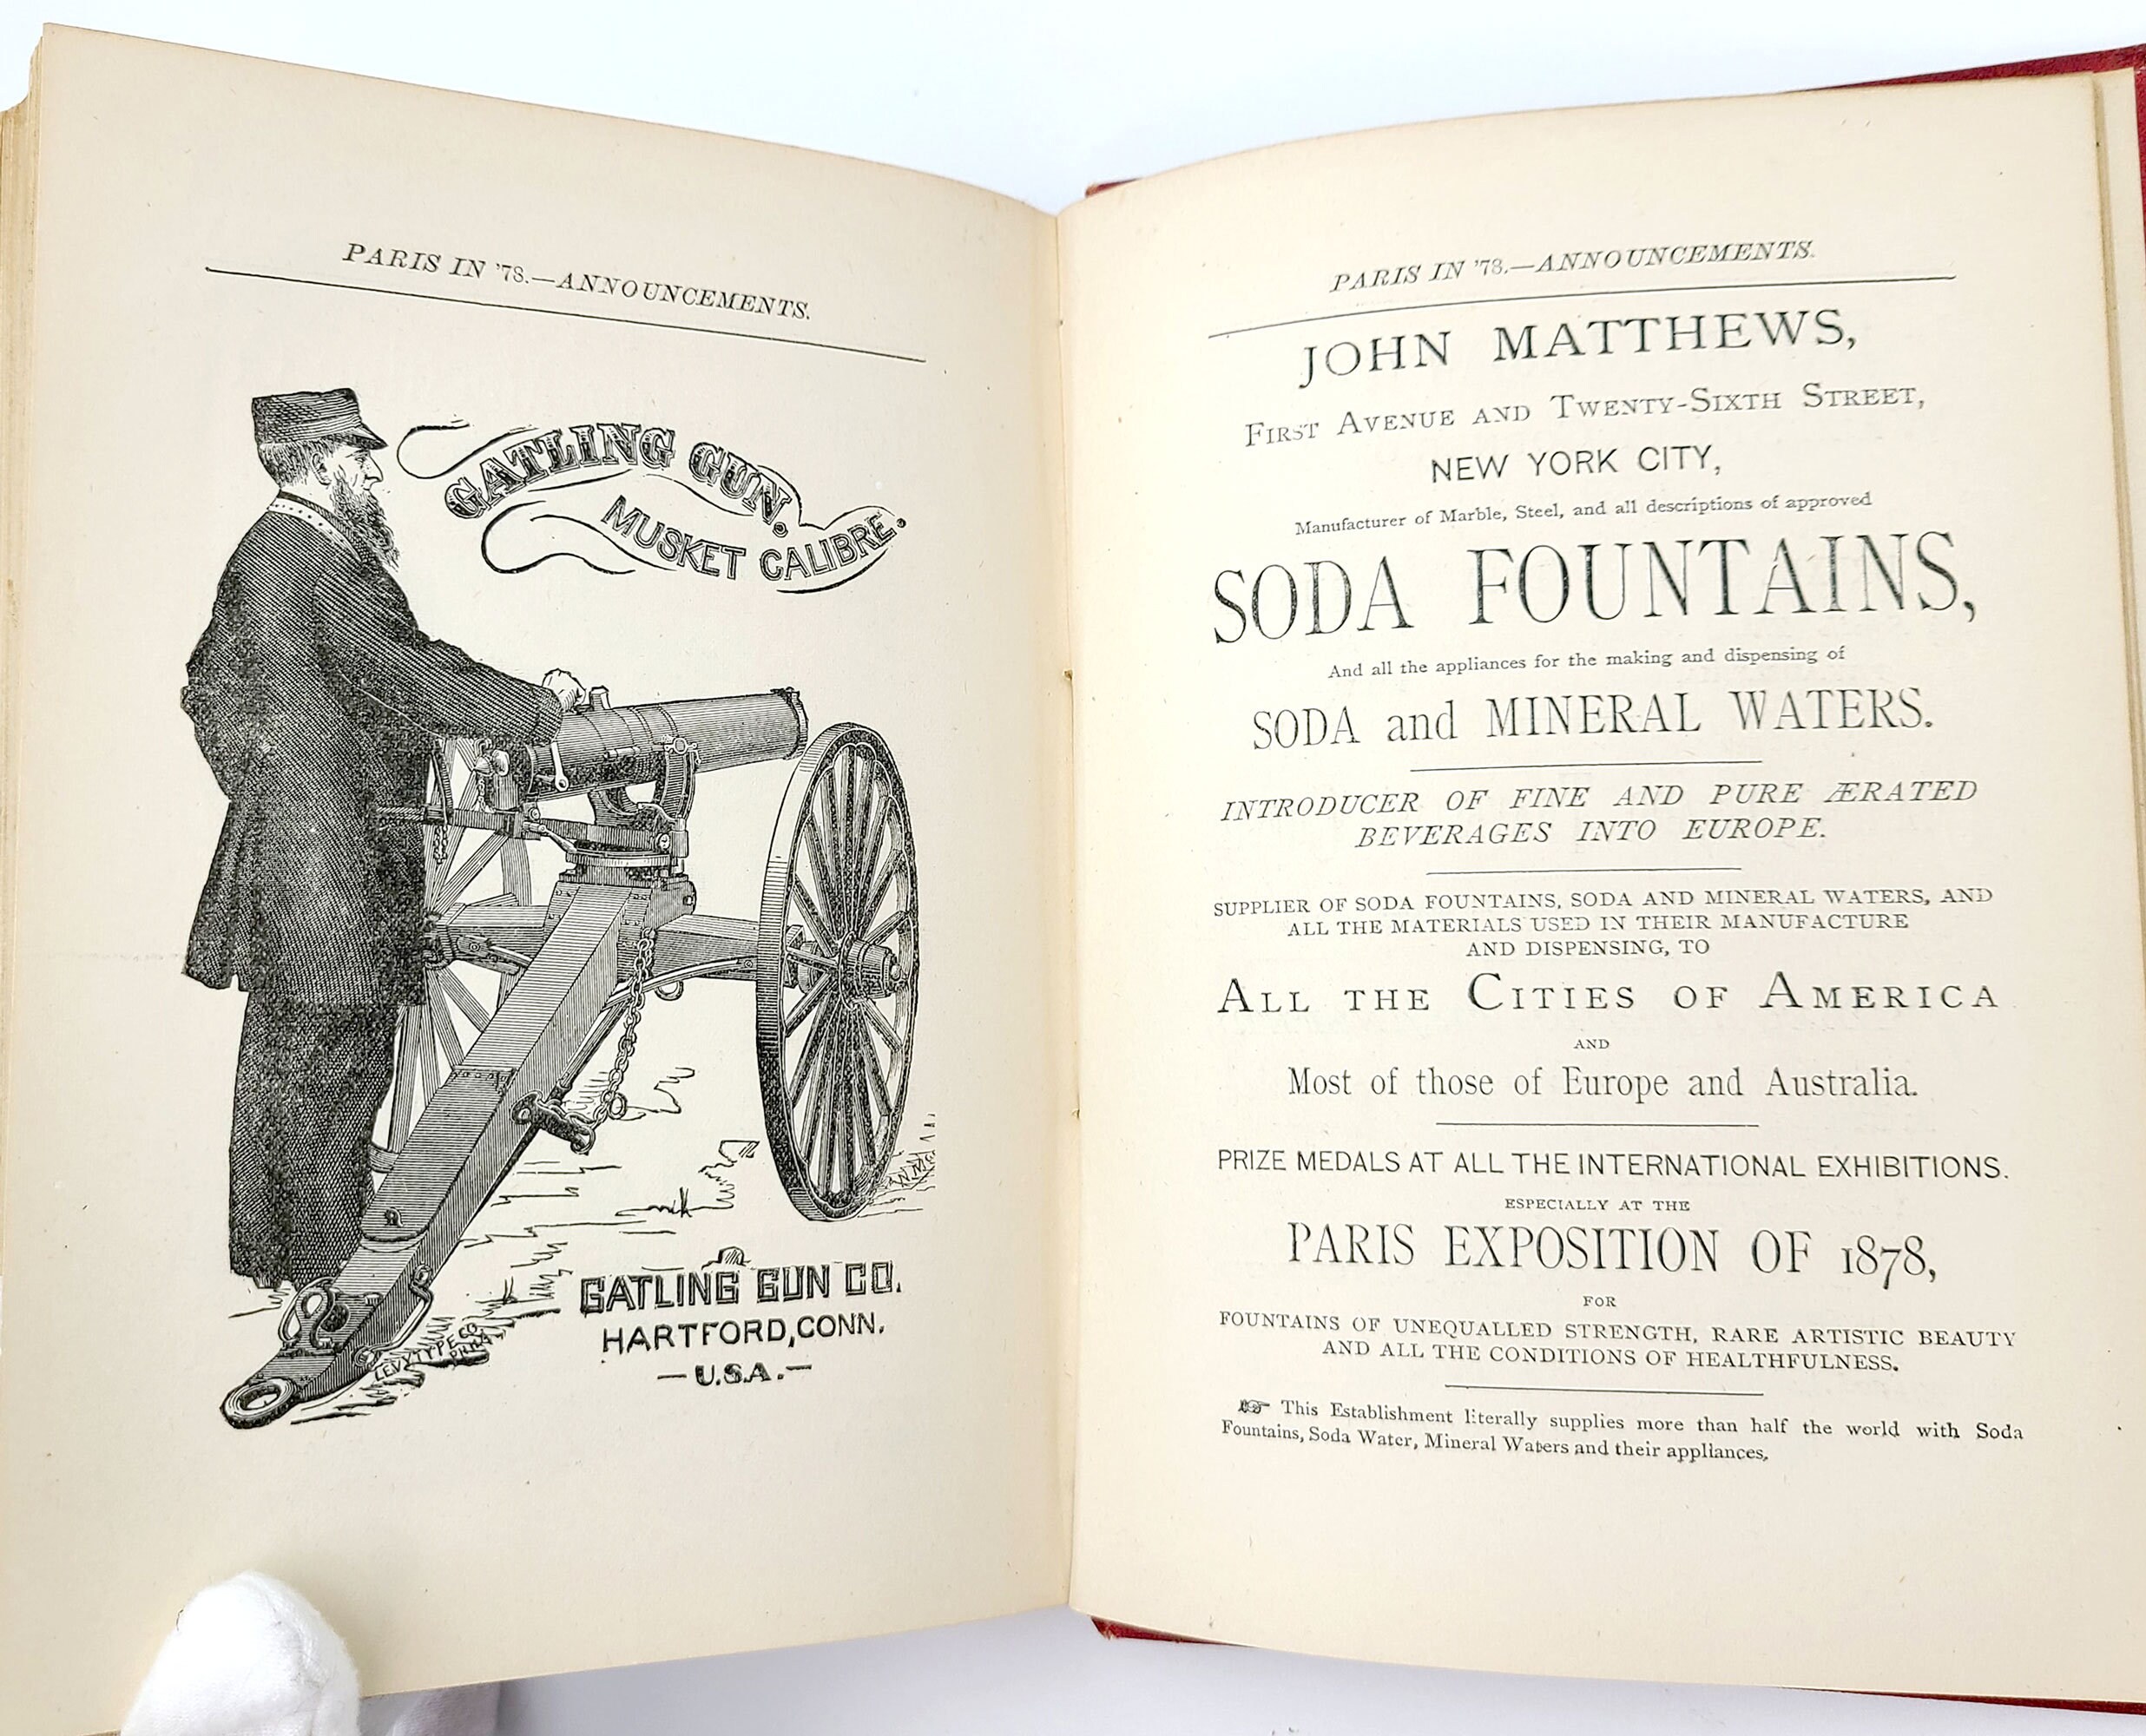 PARIS IN '78.—ANNOUNCEMENTS.
GATLING GUN.
MUSKET CALIBRE.
GATLING GUN CO.
HARTFORD, CONN.
— U.S.A. —
LEVYTYPE CO
PHILA
PARIS IN '78.—ANNOUNCEMENTS.
JOHN MATTHEWS,
FIRST AVENUE AND TWENTY-SIXTH STREET,
NEW YORK CITY,
Manufacturer of Marble, Steel, and all descriptions of approved
SODA FOUNTAINS,
And all the appliances for the making and dispensing of
SODA and MINERAL WATERS.
INTRODUCER OF FINE AND PURE ÆRATED
BEVERAGES INTO EUROPE.
SUPPLIER OF SODA FOUNTAINS, SODA AND MINERAL WATERS, AND
ALL THE MATERIALS USED IN THEIR MANUFACTURE
AND DISPENSING, TO
ALL THE CITIES OF AMERICA
AND
Most of those of Europe and Australia.
PRIZE MEDALS AT ALL THE INTERNATIONAL EXHIBITIONS.
ESPECIALLY AT THE
PARIS EXPOSITION OF 1878,
FOR
FOUNTAINS OF UNEQUALLED STRENGTH, RARE ARTISTIC BEAUTY
AND ALL THE CONDITIONS OF HEALTHFULNESS.
☞ This Establishment literally supplies more than half the world with Soda
Fountains, Soda Water, Mineral Waters and their appliances,